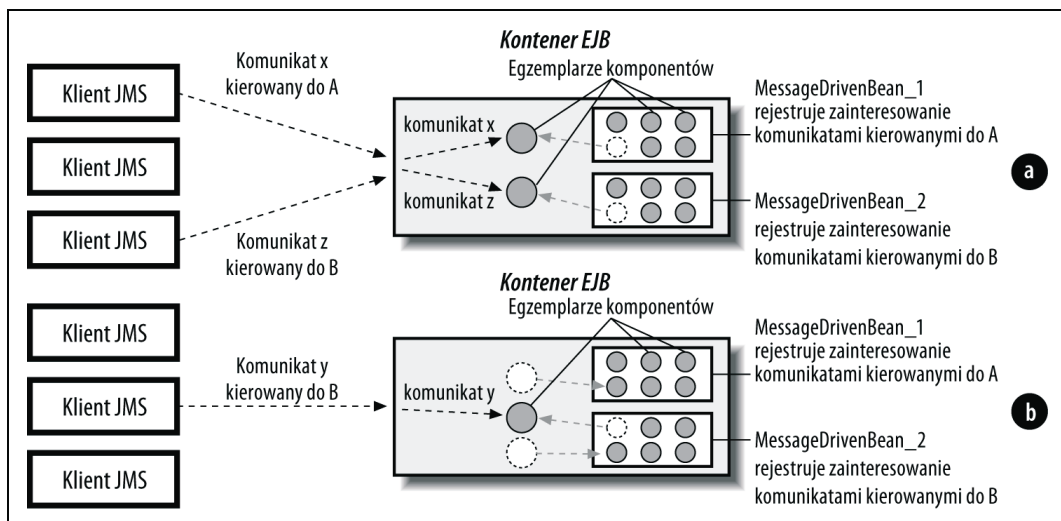 Klient JMS
Klient JMS
Klient JMS
Komunikat x
kierowany do A
Komunikat z
kierowany do B
Kontener EJB
Egzemplarze komponentów
komunikat x
komunikat z
MessageDrivenBean_1
rejestruje zainteresowanie
komunikatami kierowanymi do A
MessageDrivenBean_2
rejestruje zainteresowanie
komunikatami kierowanymi do B
a
Klient JMS
Klient JMS
Klient JMS
Komunikat y
kierowany do B
Kontener EJB
Egzemplarze komponentów
komunikat y
MessageDrivenBean_1
rejestruje zainteresowanie
komunikatami kierowanymi do A
MessageDrivenBean_2
rejestruje zainteresowanie
komunikatami kierowanymi do B
b